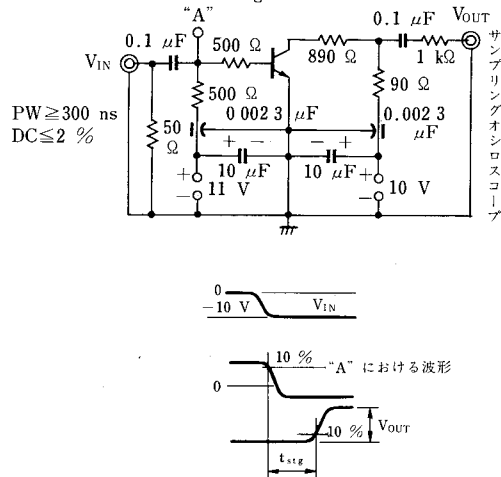 "A"
VIN
0.1 μF
500 Ω
890 Ω
0.1 μF
VOUT
1 kΩ
サンプリングオシロスコープ
PW≧300 ns
DC≦2 %
50 Ω
500 Ω
90 Ω
0.0023 μF
0.0023 μF
+ −
− +
10 μF
10 μF
+
−
11 V
+
−
10 V
0
−10 V
VIN
10 %
"A" における波形
0
10 %
VOUT
tstg